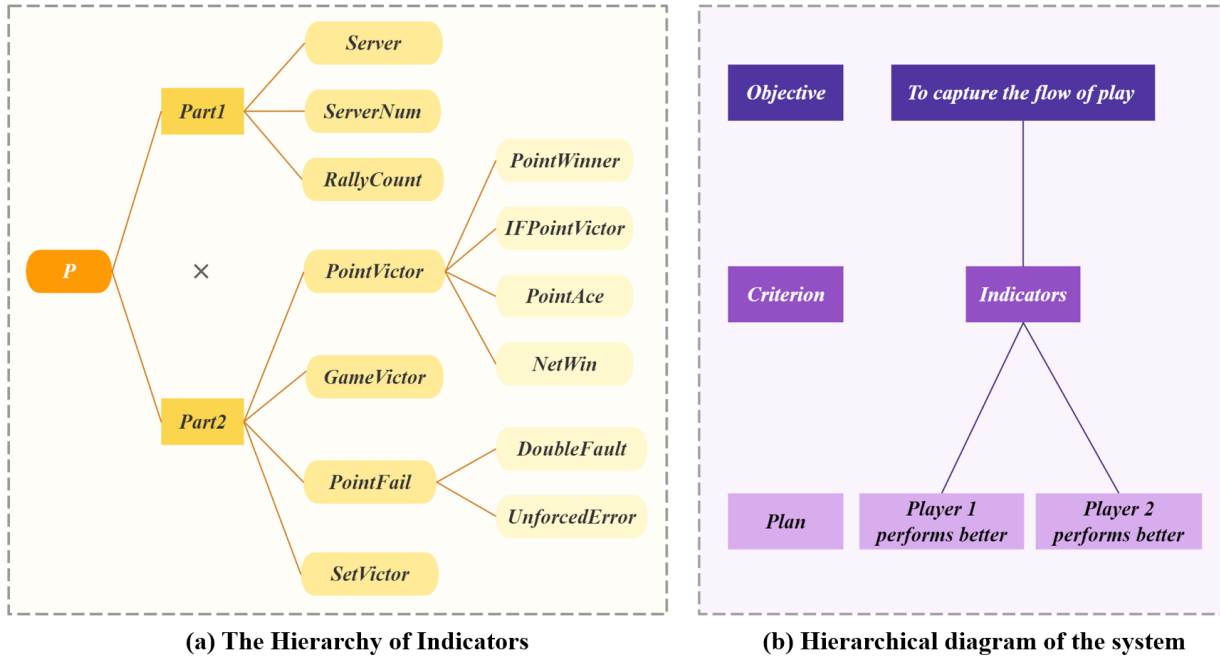 Server
Part1
ServerNum
RallyCount
P
×
PointVictor
PointWinner
IFPointVictor
PointAce
NetWin
GameVictor
Part2
PointFail
DoubleFault
UnforcedError
SetVictor
(a) The Hierarchy of Indicators
Objective
To capture the flow of play
Criterion
Indicators
Plan
Player 1
performs better
Player 2
performs better
(b) Hierarchical diagram of the system